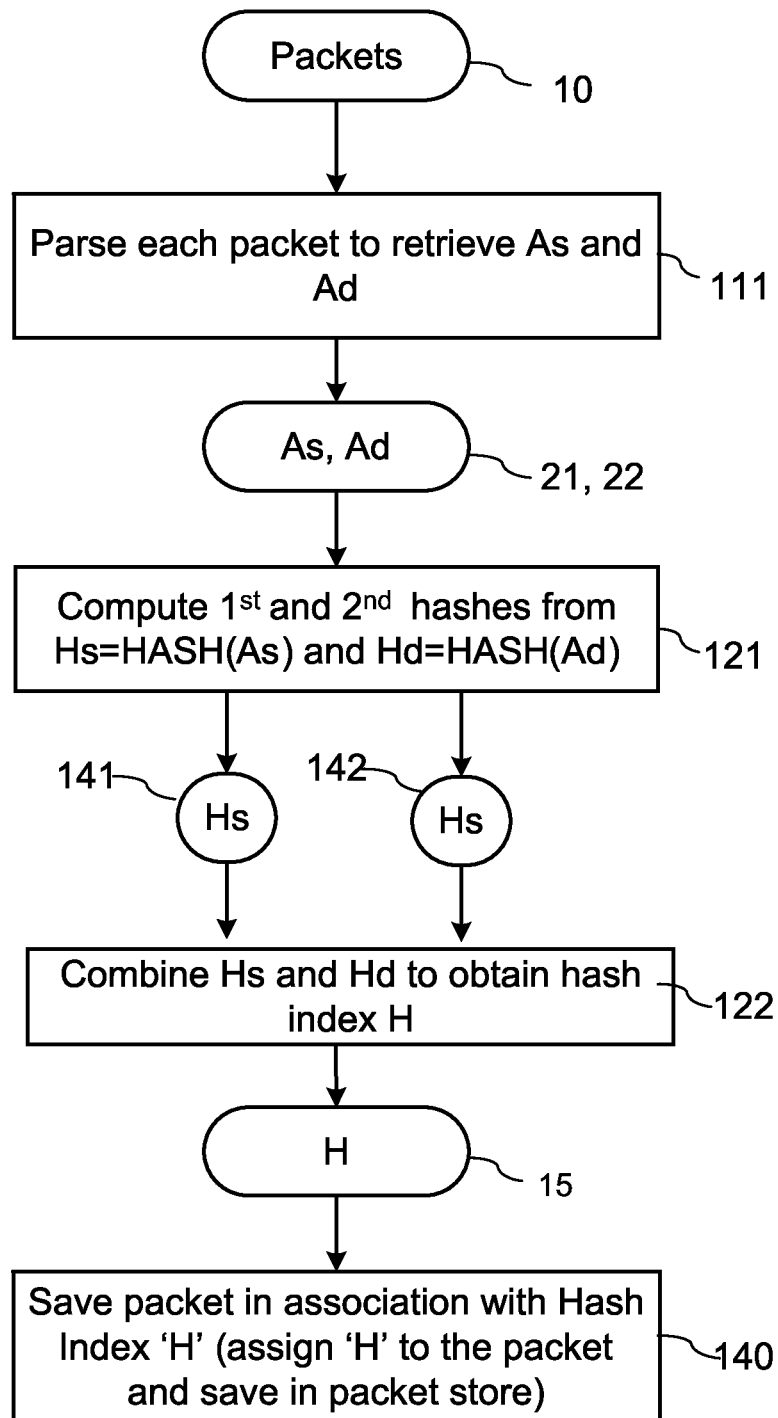 Packets
10
Parse each packet to retrieve As and
Ad
111
As, Ad
21, 22
Compute 1st and 2nd hashes from
Hs=HASH(As) and Hd=HASH(Ad)
121
141
142
Hs
Hs
Combine Hs and Hd to obtain hash
index H
122
H
15
Save packet in association with Hash
Index ‘H’ (assign ‘H’ to the packet
and save in packet store)
140